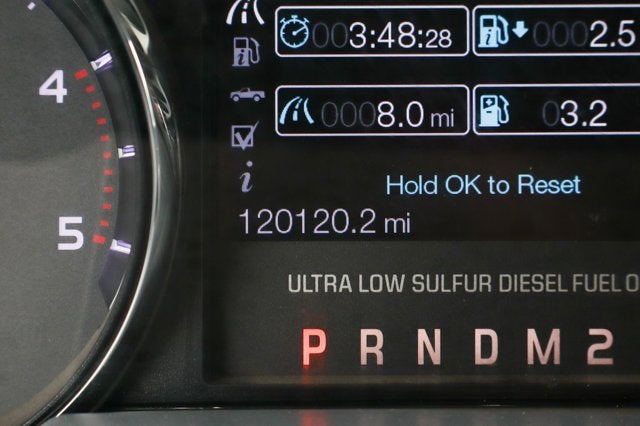 0003:48:28 0002.5
4
0008.0 mi 03.2
Hold OK to Reset
120120.2 mi
5
ULTRA LOW SULFUR DIESEL FUEL O
P R N D M 2